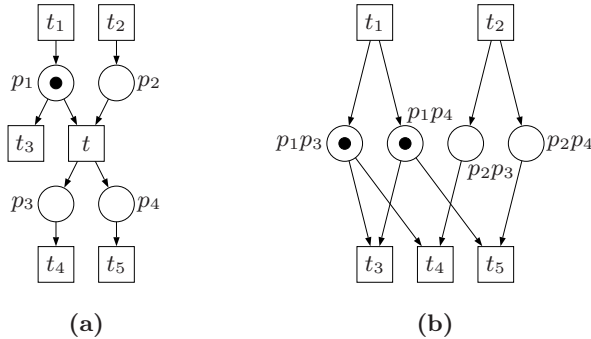 t₁ t₂
p₁ p₂
t₃ t
p₃ p₄
t₄ t₅
(a)
t₁ t₂
p₁p₄
p₁p₃ p₂p₄
p₂p₃
t₃ t₄ t₅
(b)